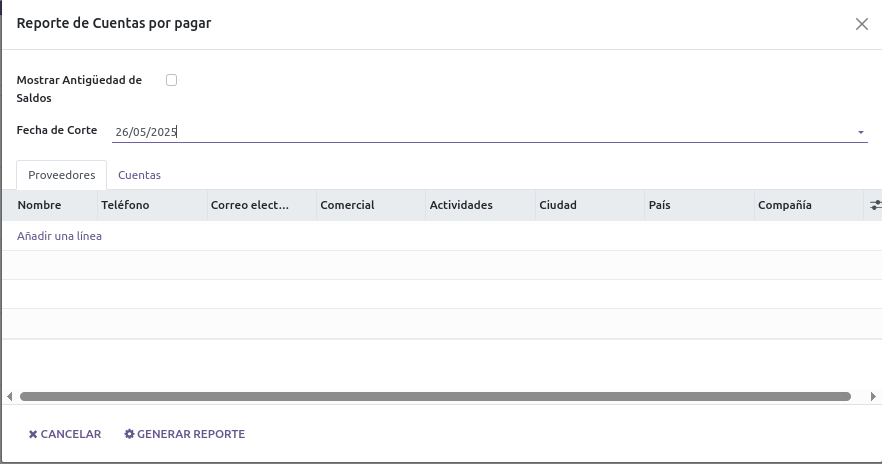 Reporte de Cuentas por pagar
Mostrar Antigüedad de
Saldos
Fecha de Corte 26/05/2025
Proveedores Cuentas
Nombre Teléfono Correo elect... Comercial Actividades Ciudad País Compañía
Añadir una línea
CANCELAR GENERAR REPORTE